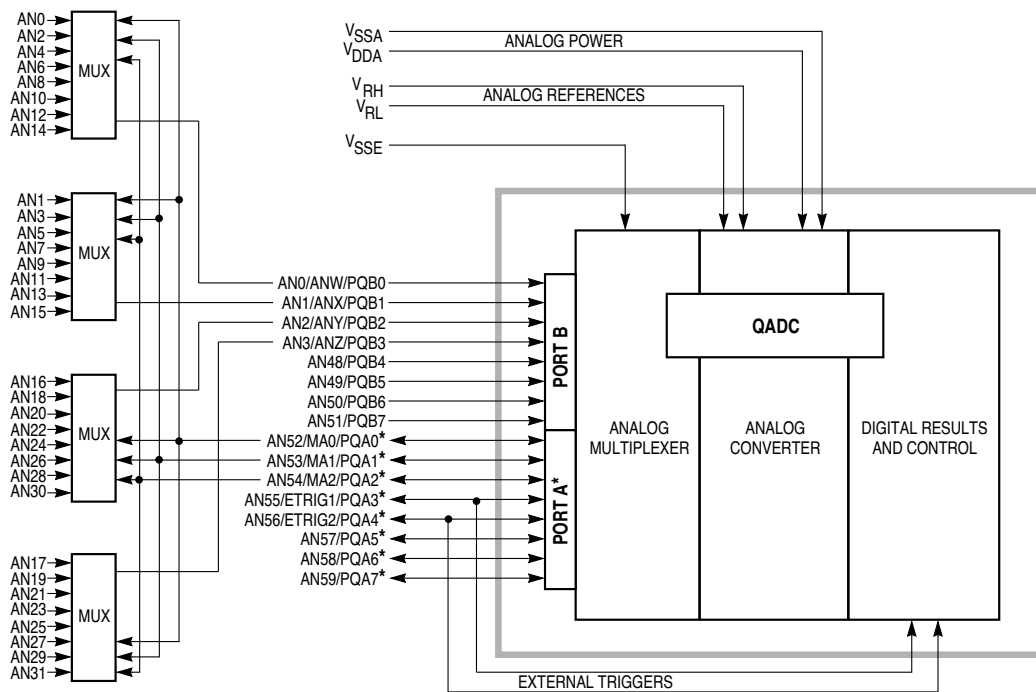 AN0
AN2
AN4
AN6
AN8
AN10
AN12
AN14
MUX
AN1
AN3
AN5
AN7
AN9
AN11
AN13
AN15
MUX
AN16
AN18
AN20
AN22
AN24
AN26
AN28
AN30
MUX
AN17
AN19
AN21
AN23
AN25
AN27
AN29
AN31
MUX
VSSA
VDDA
ANALOG POWER
VRH
VRL
ANALOG REFERENCES
VSSE
AN0/ANW/PQB0
AN1/ANX/PQB1
AN2/ANY/PQB2
AN3/ANZ/PQB3
AN48/PQB4
AN49/PQB5
AN50/PQB6
AN51/PQB7
AN52/MA0/PQA0*
AN53/MA1/PQA1*
AN54/MA2/PQA2*
AN55/ETRIG1/PQA3*
AN56/ETRIG2/PQA4*
AN57/PQA5*
AN58/PQA6*
AN59/PQA7*
PORT B
PORT A*
QADC
ANALOG
MULTIPLEXER
ANALOG
CONVERTER
DIGITAL RESULTS
AND CONTROL
EXTERNAL TRIGGERS